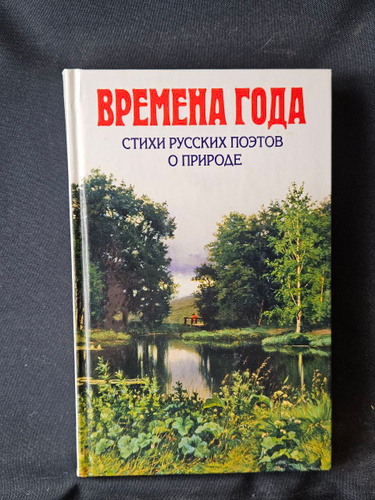 ВРЕМЕНА ГОДА
СТИХИ РУССКИХ ПОЭТОВ
О ПРИРОДЕ